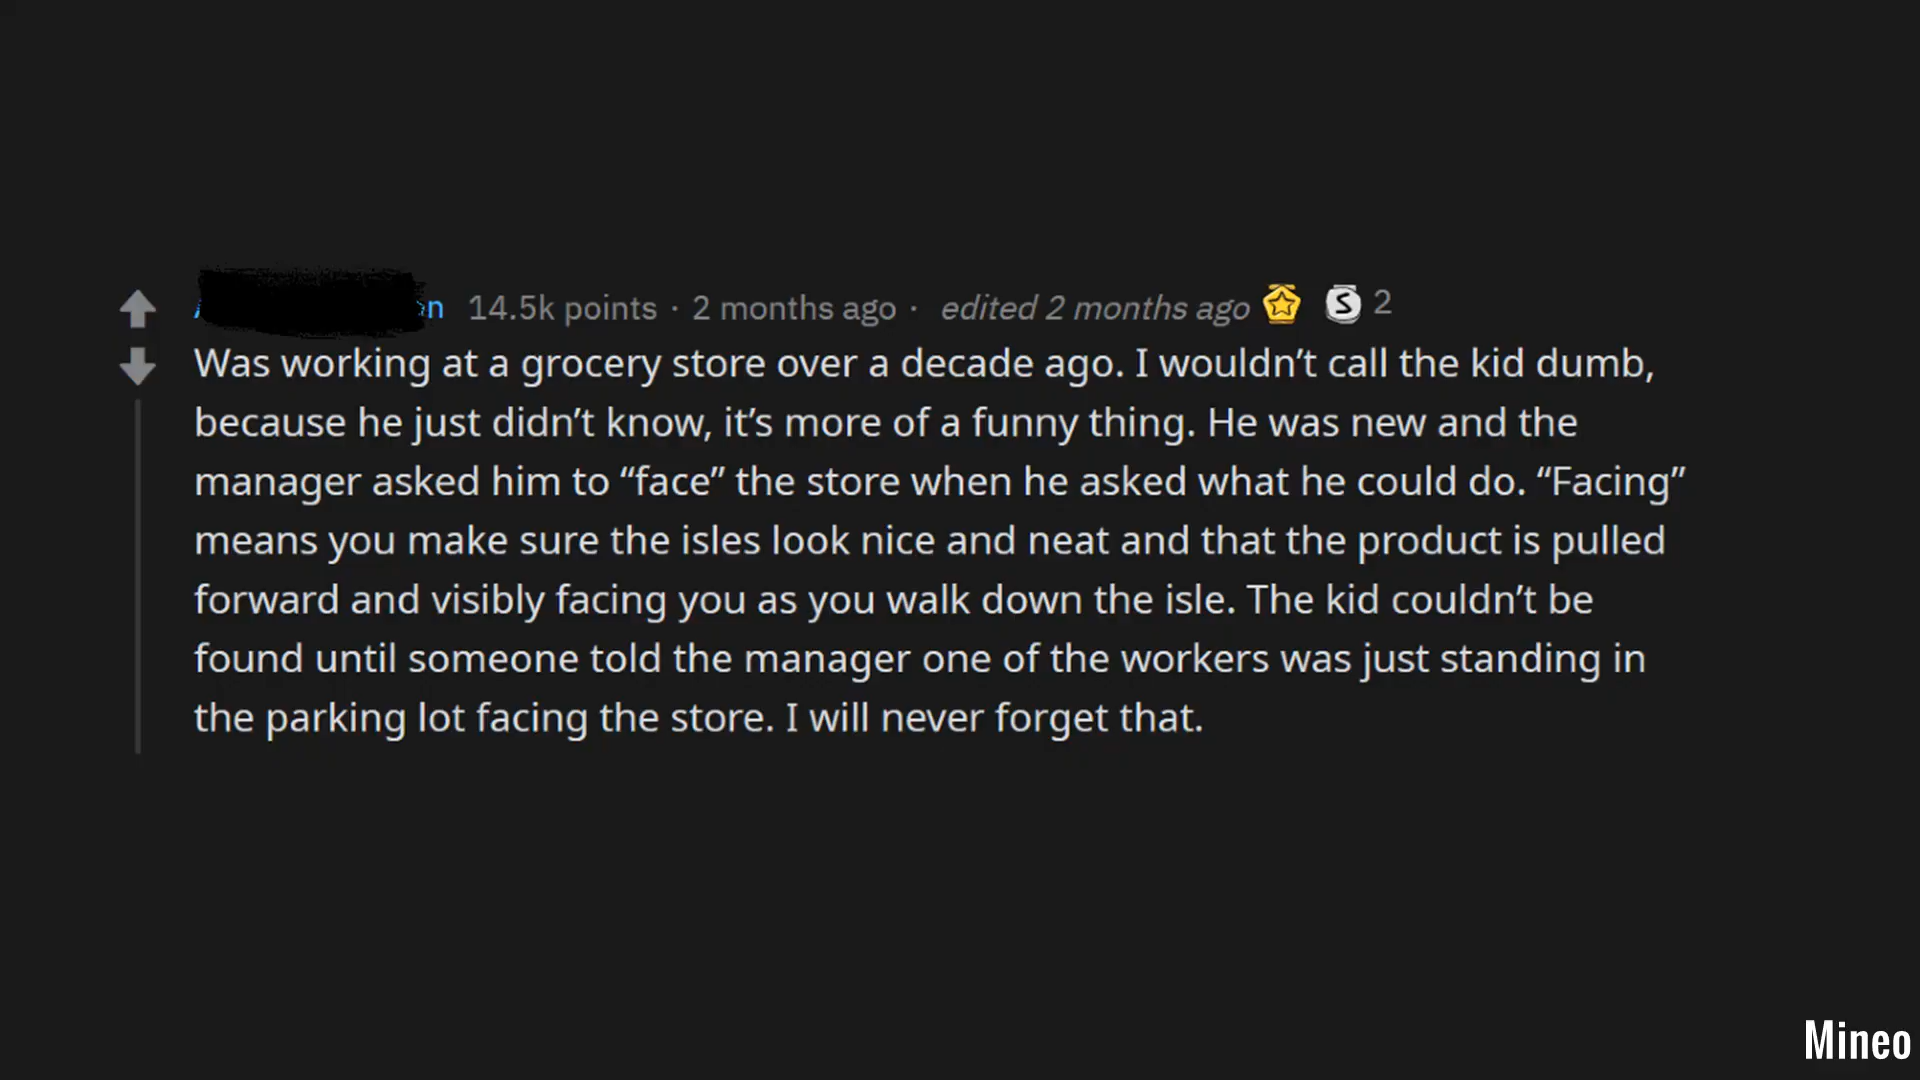 14.5k points · 2 months ago · edited 2 months ago 2
Was working at a grocery store over a decade ago. I wouldn’t call the kid dumb,
because he just didn’t know, it’s more of a funny thing. He was new and the
manager asked him to “face” the store when he asked what he could do. “Facing”
means you make sure the isles look nice and neat and that the product is pulled
forward and visibly facing you as you walk down the isle. The kid couldn’t be
found until someone told the manager one of the workers was just standing in
the parking lot facing the store. I will never forget that.
Mineo